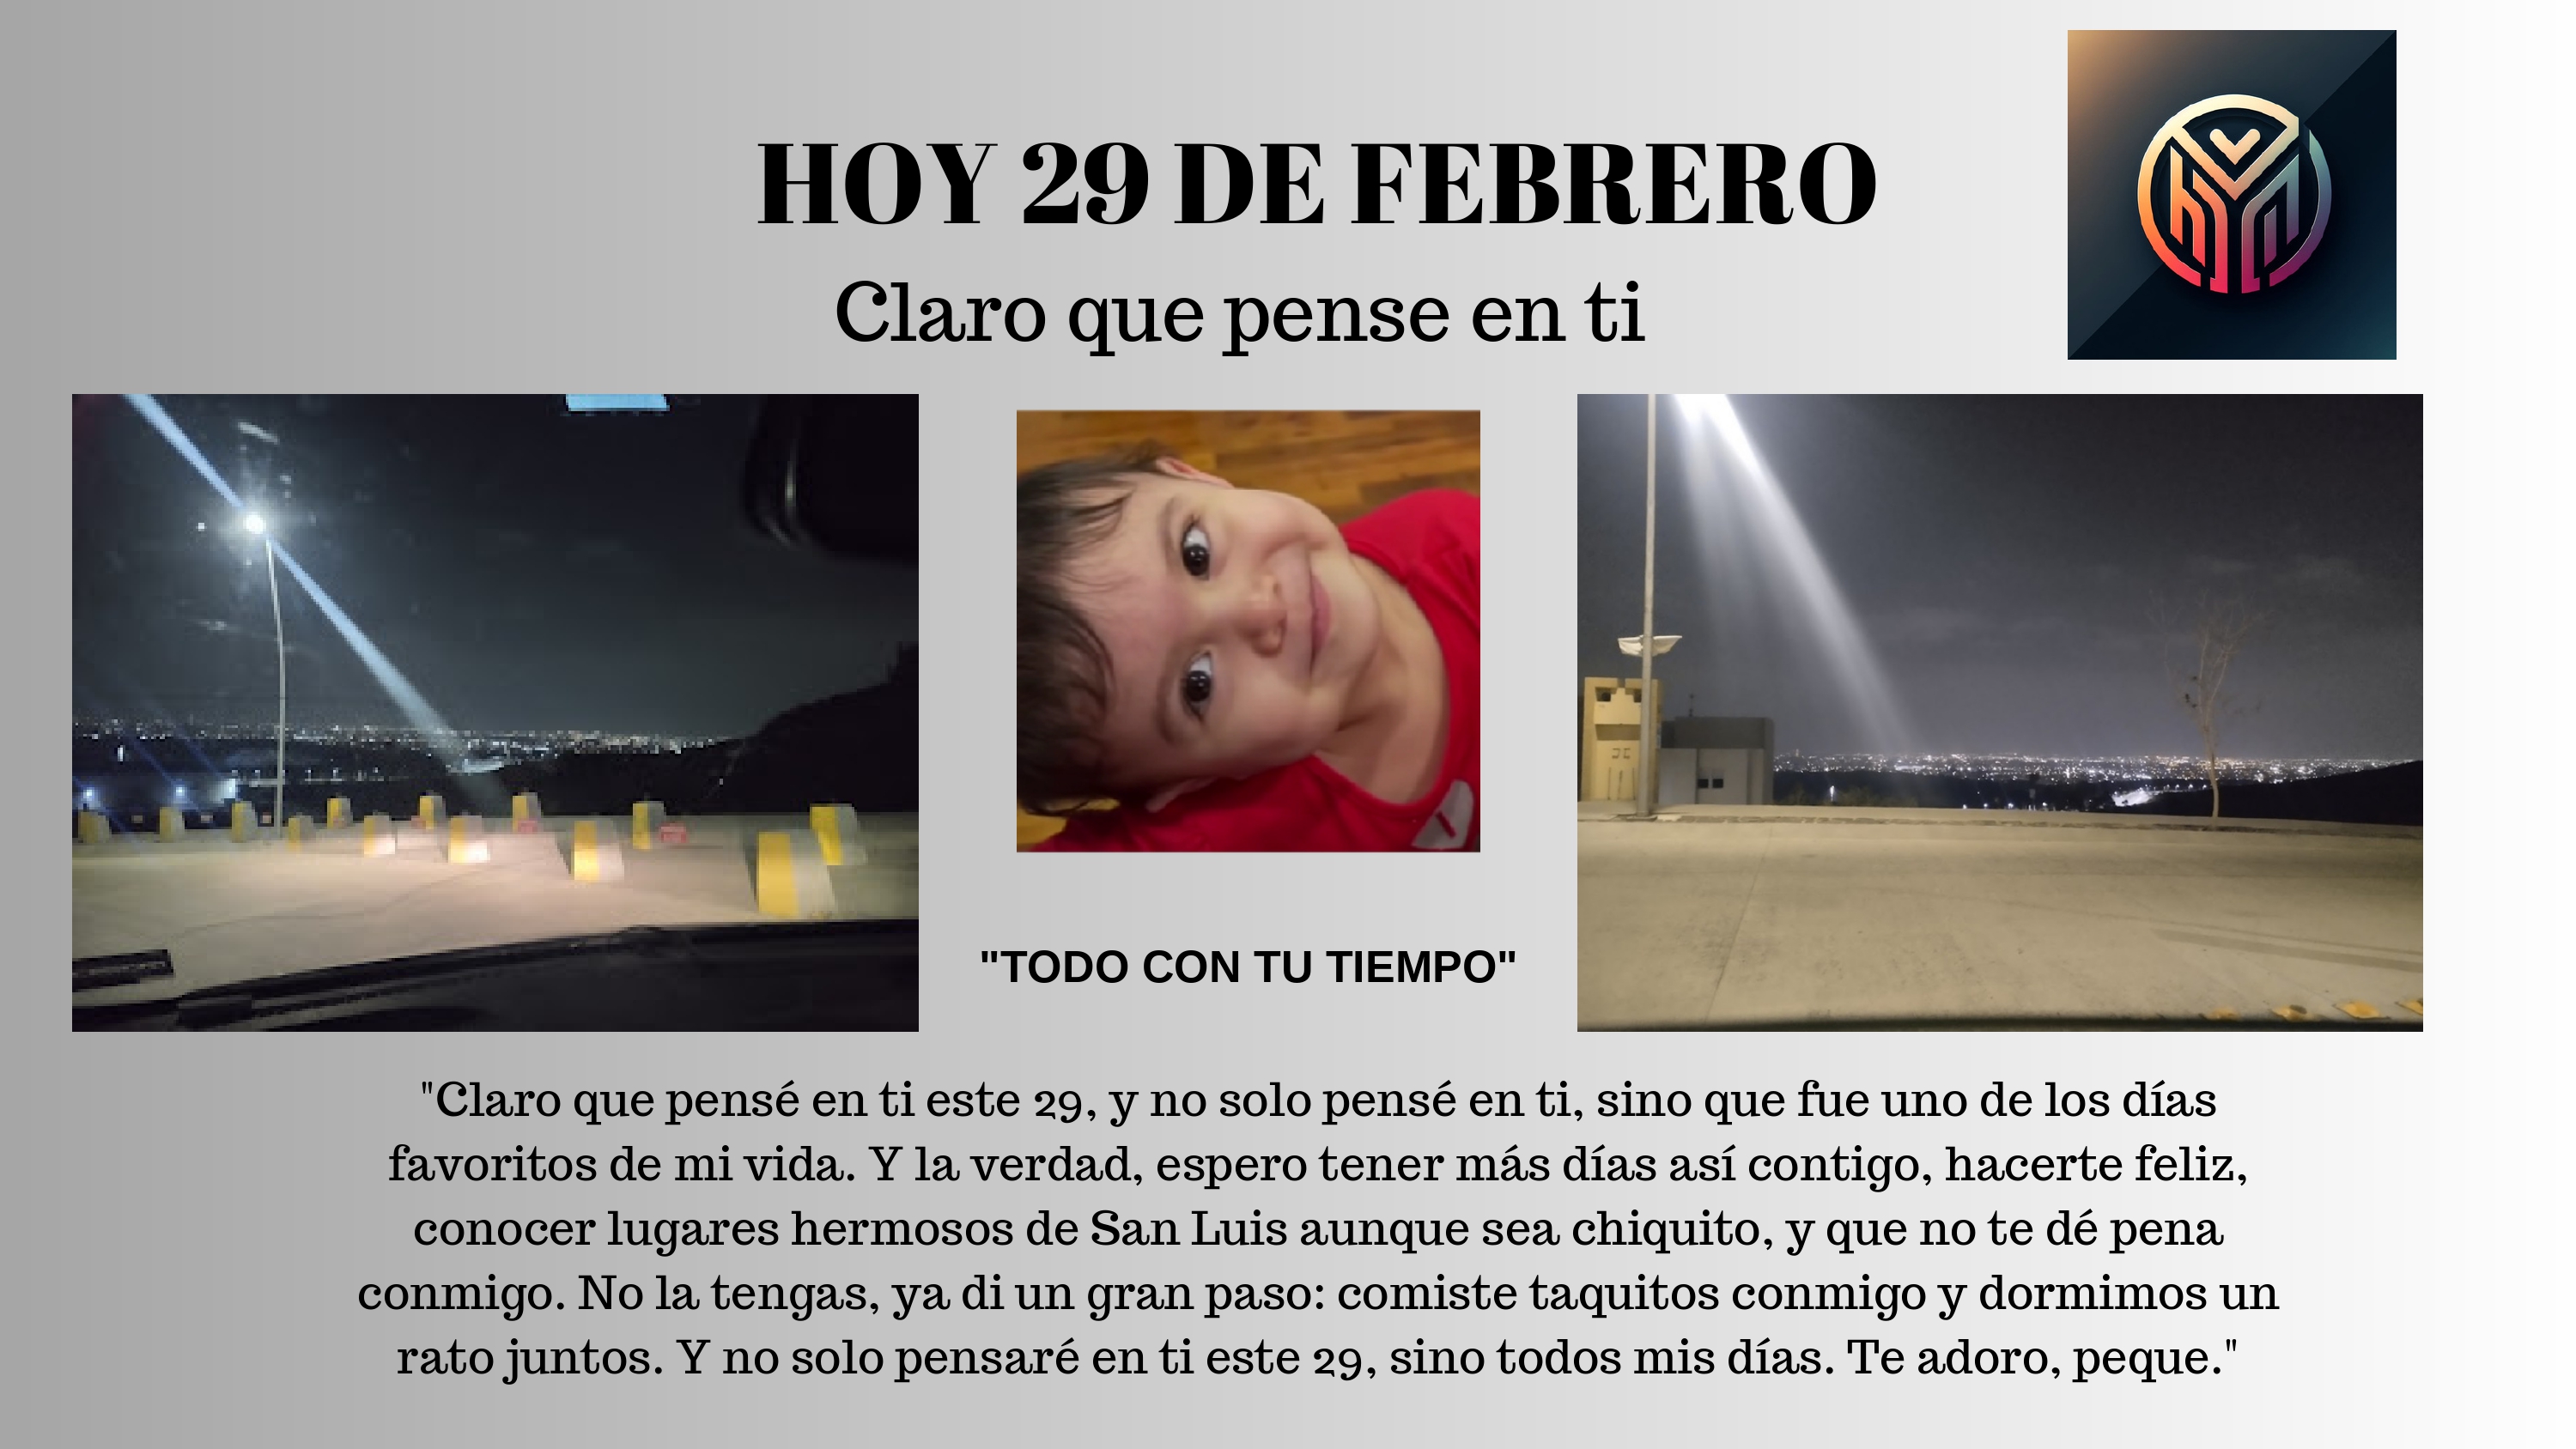 HOY 29 DE FEBRERO
Claro que pense en ti
"TODO CON TU TIEMPO"
"Claro que pensé en ti este 29, y no solo pensé en ti, sino que fue uno de los días
favoritos de mi vida. Y la verdad, espero tener más días así contigo, hacerte feliz,
conocer lugares hermosos de San Luis aunque sea chiquito, y que no te dé pena
conmigo. No la tengas, ya di un gran paso: comiste taquitos conmigo y dormimos un
rato juntos. Y no solo pensaré en ti este 29, sino todos mis días. Te adoro, peque."